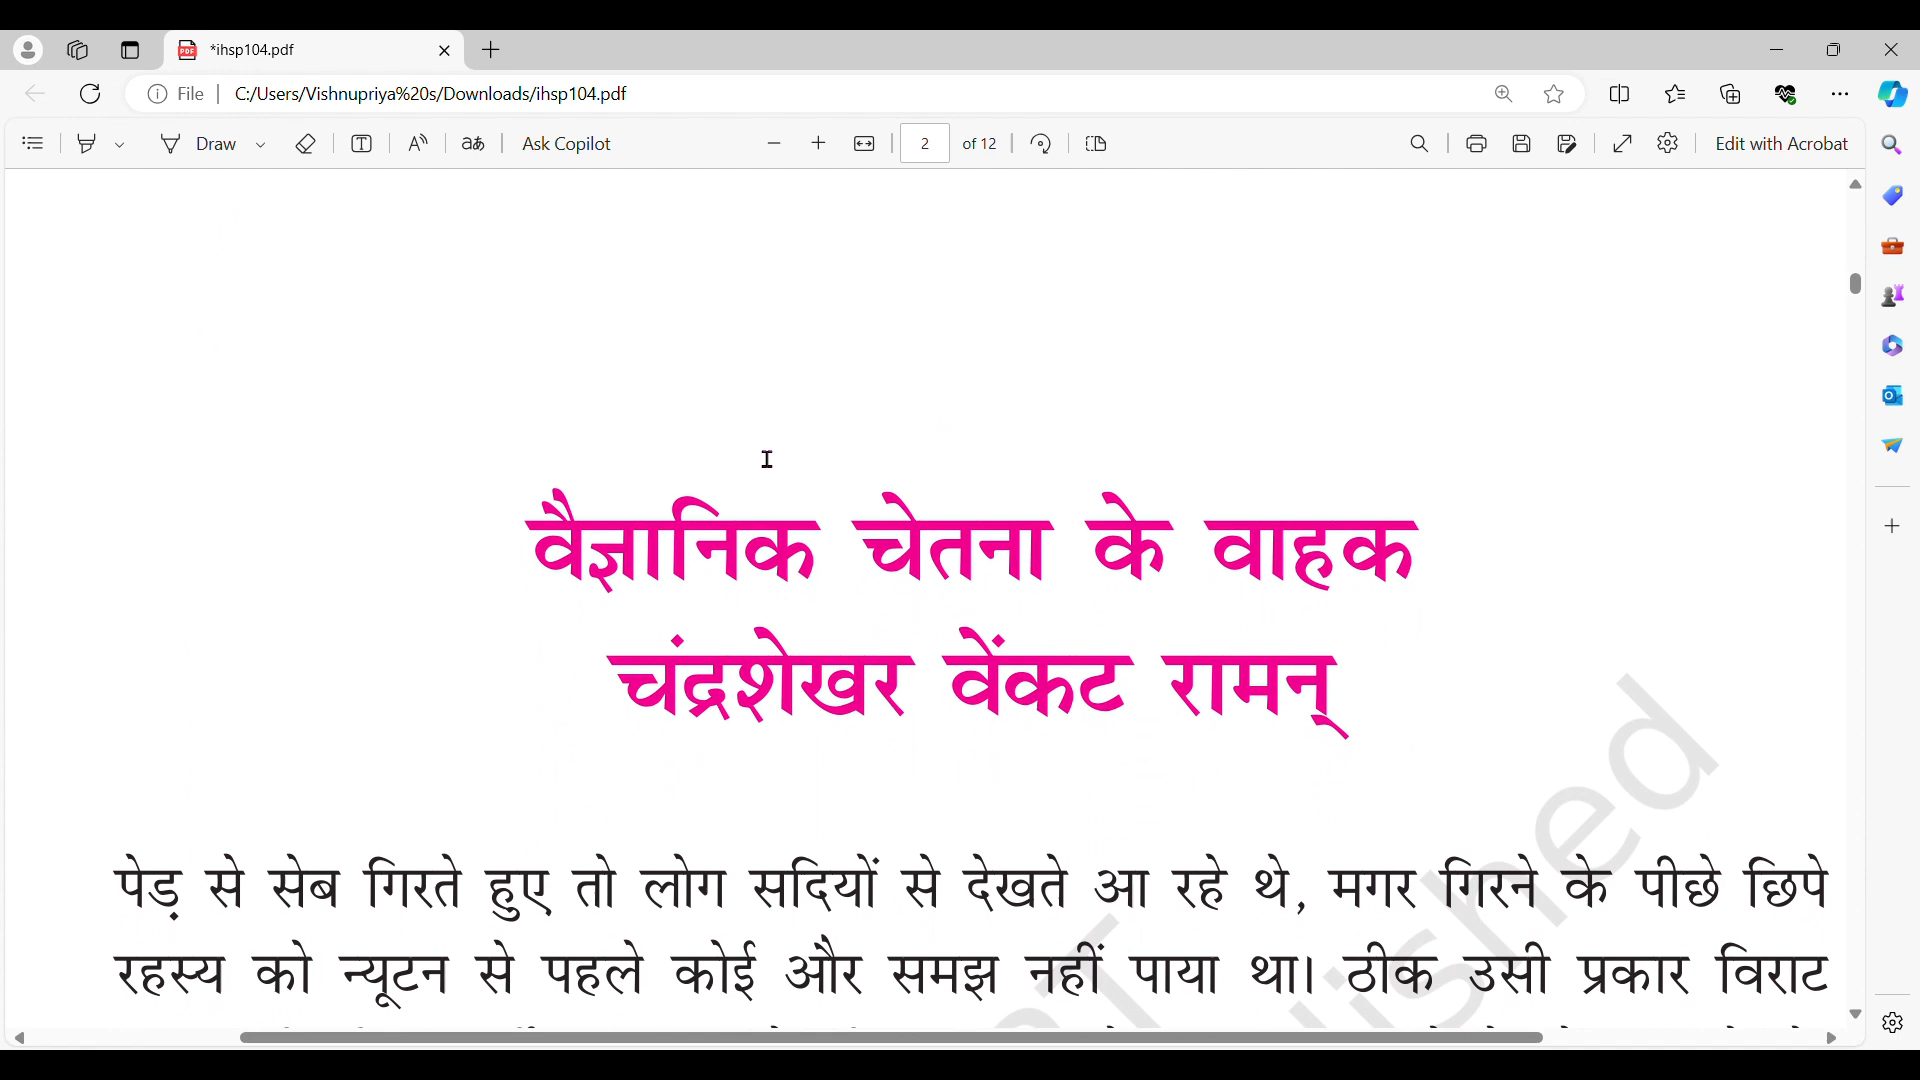 *ihsp104.pdf
File
C:/Users/Vishnupriya%20s/Downloads/ihsp104.pdf
Draw
Ask Copilot
2 of 12
Edit with Acrobat
वैज्ञानिक चेतना के वाहक
चंद्रशेखर वेंकट रामन्
पेड़ से सेब गिरते हुए तो लोग सदियों से देखते आ रहे थे, मगर गिरने के पीछे छिपे
रहस्य को न्यूटन से पहले कोई और समझ नहीं पाया था। ठीक उसी प्रकार विराट